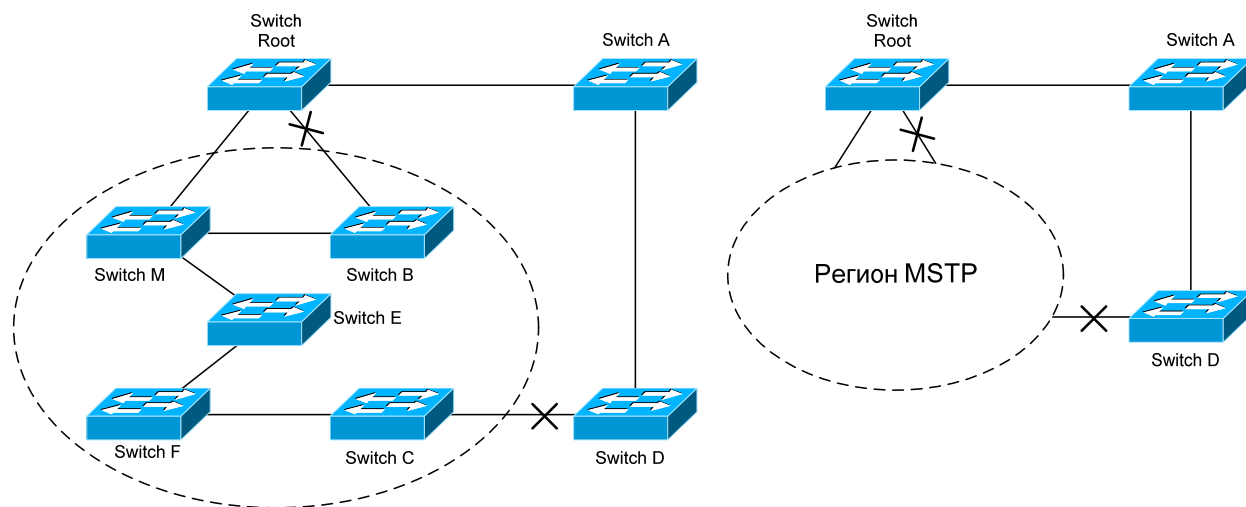 Switch
Root
Switch A
Switch M
Switch B
Switch E
Switch F
Switch C
Switch D
Switch
Root
Switch A
Регион MSTP
Switch D